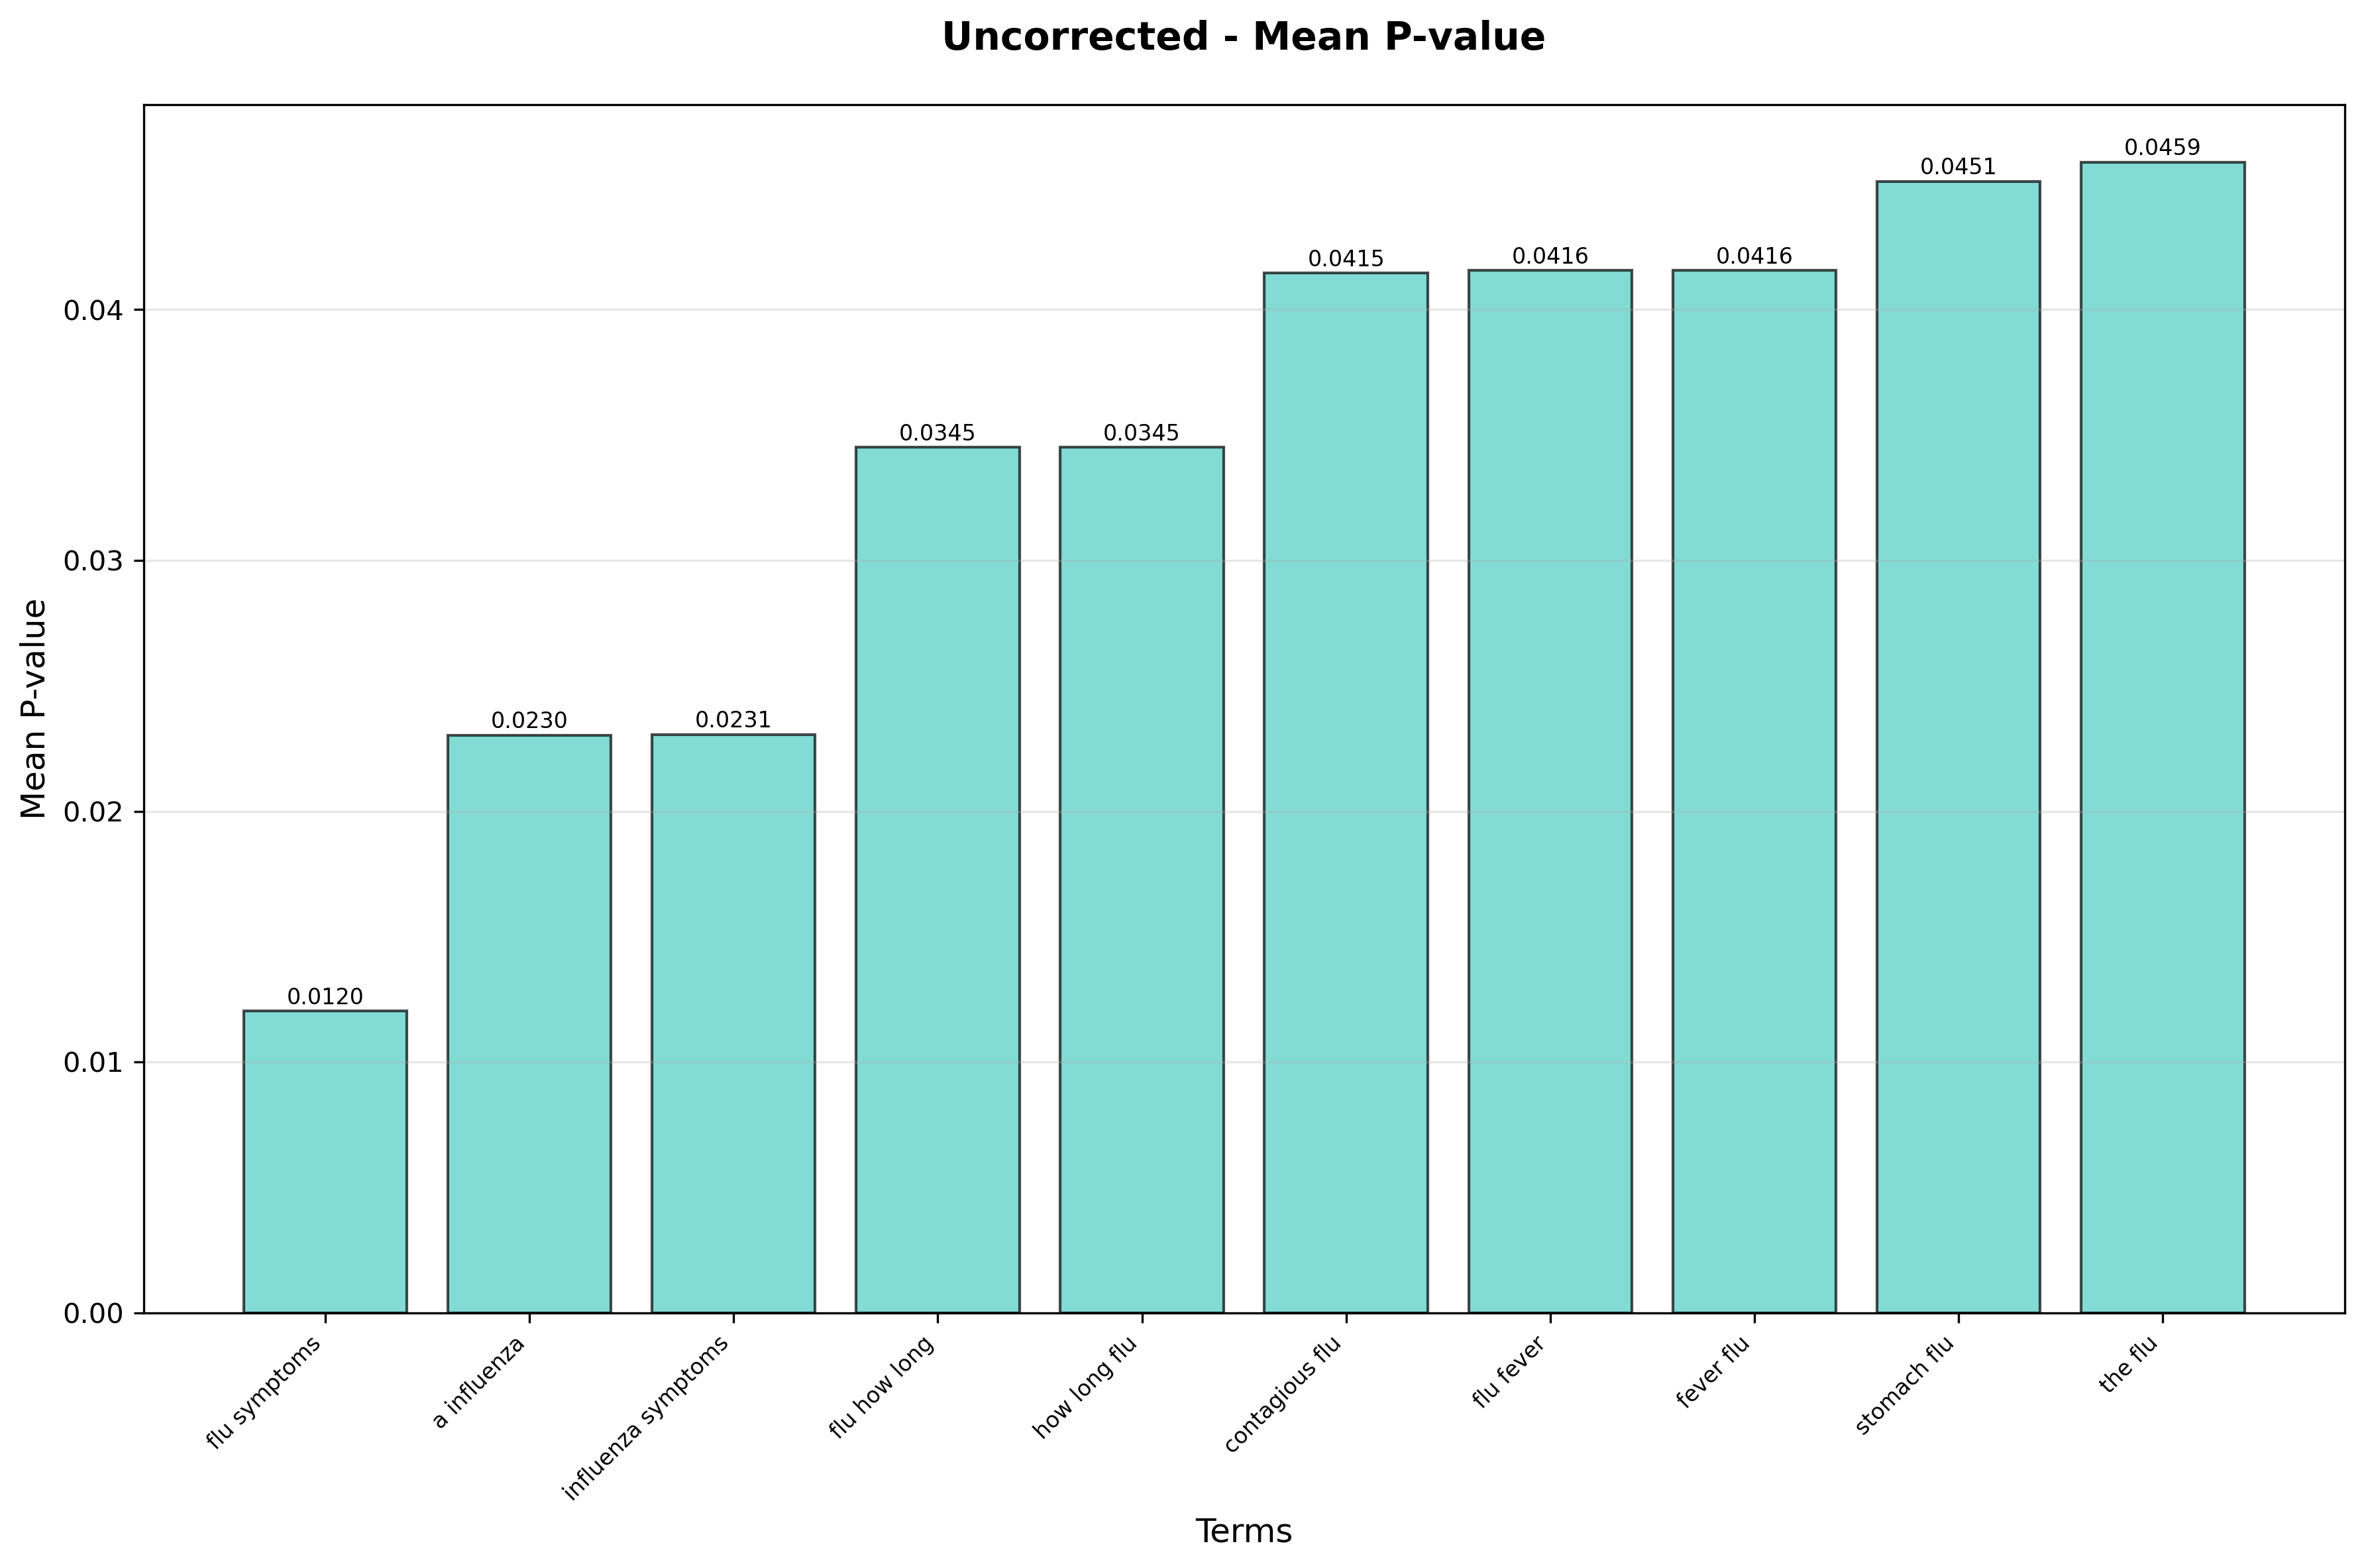 Uncorrected - Mean P-value
Mean P-value
0.04
0.03
0.02
0.01
0.00
0.0120
0.0230
0.0231
0.0345
0.0345
0.0415
0.0416
0.0416
0.0451
0.0459
flu symptoms
a influenza
influenza symptoms
flu how long
how long flu
contagious flu
flu fever
fever flu
stomach flu
the flu
Terms